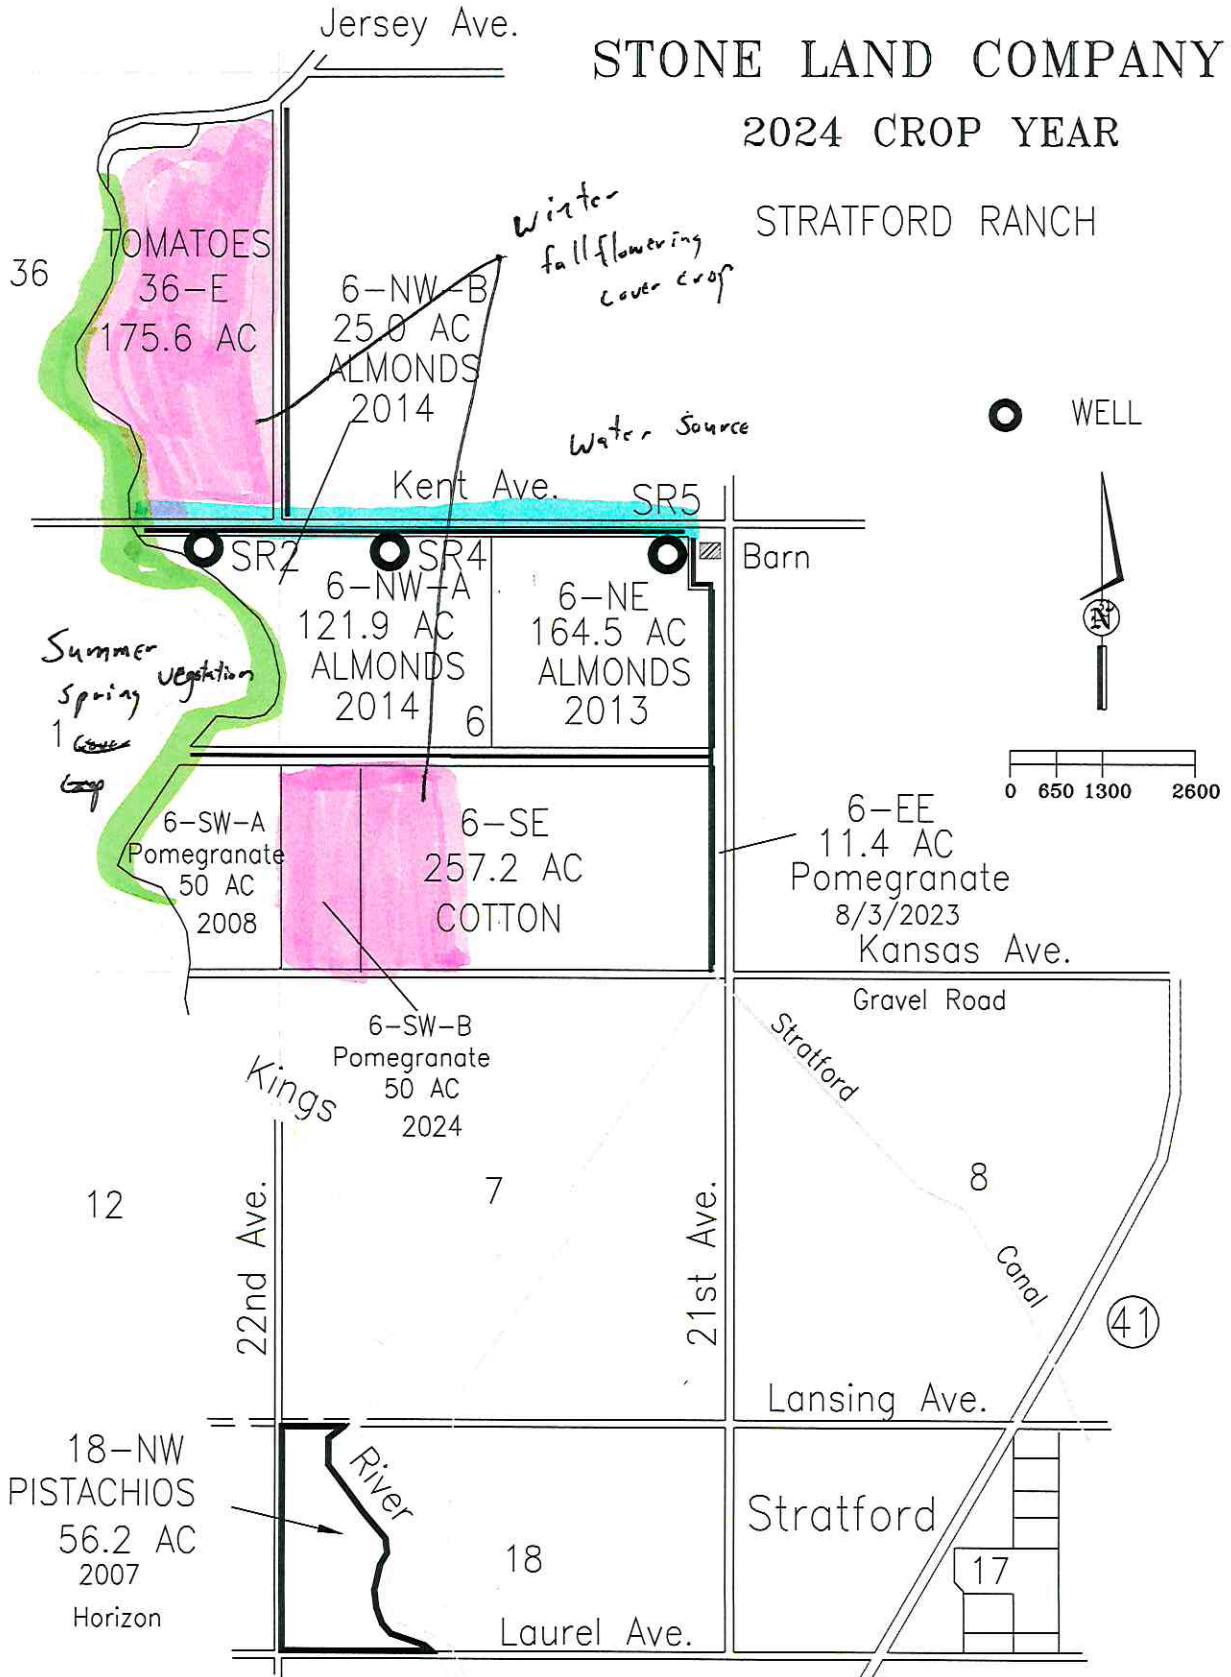 Jersey Ave.
STONE LAND COMPANY
2024 CROP YEAR
STRATFORD RANCH
Winter
fall flowering
cover crop
36
TOMATOES
36-E
175.6 AC
6-NW-B
25.0 AC
ALMONDS
2014
WELL
Water Source
Kent Ave.
SR5
SR2
SR4
Barn
N
6-NW-A
121.9 AC
ALMONDS
2014
6
6-NE
164.5 AC
ALMONDS
2013
Summer
Spring vegetation
1 Cover
Crop
0 650 1300 2600
6-SW-A
Pomegranate
50 AC
2008
6-SE
257.2 AC
COTTON
6-EE
11.4 AC
Pomegranate
8/3/2023
Kansas Ave.
Gravel Road
6-SW-B
Pomegranate
50 AC
2024
Kings
Stratford
Canal
12
7
8
22nd Ave.
21st Ave.
41
Lansing Ave.
18-NW
PISTACHIOS
56.2 AC
2007
Horizon
River
Stratford
18
17
Laurel Ave.